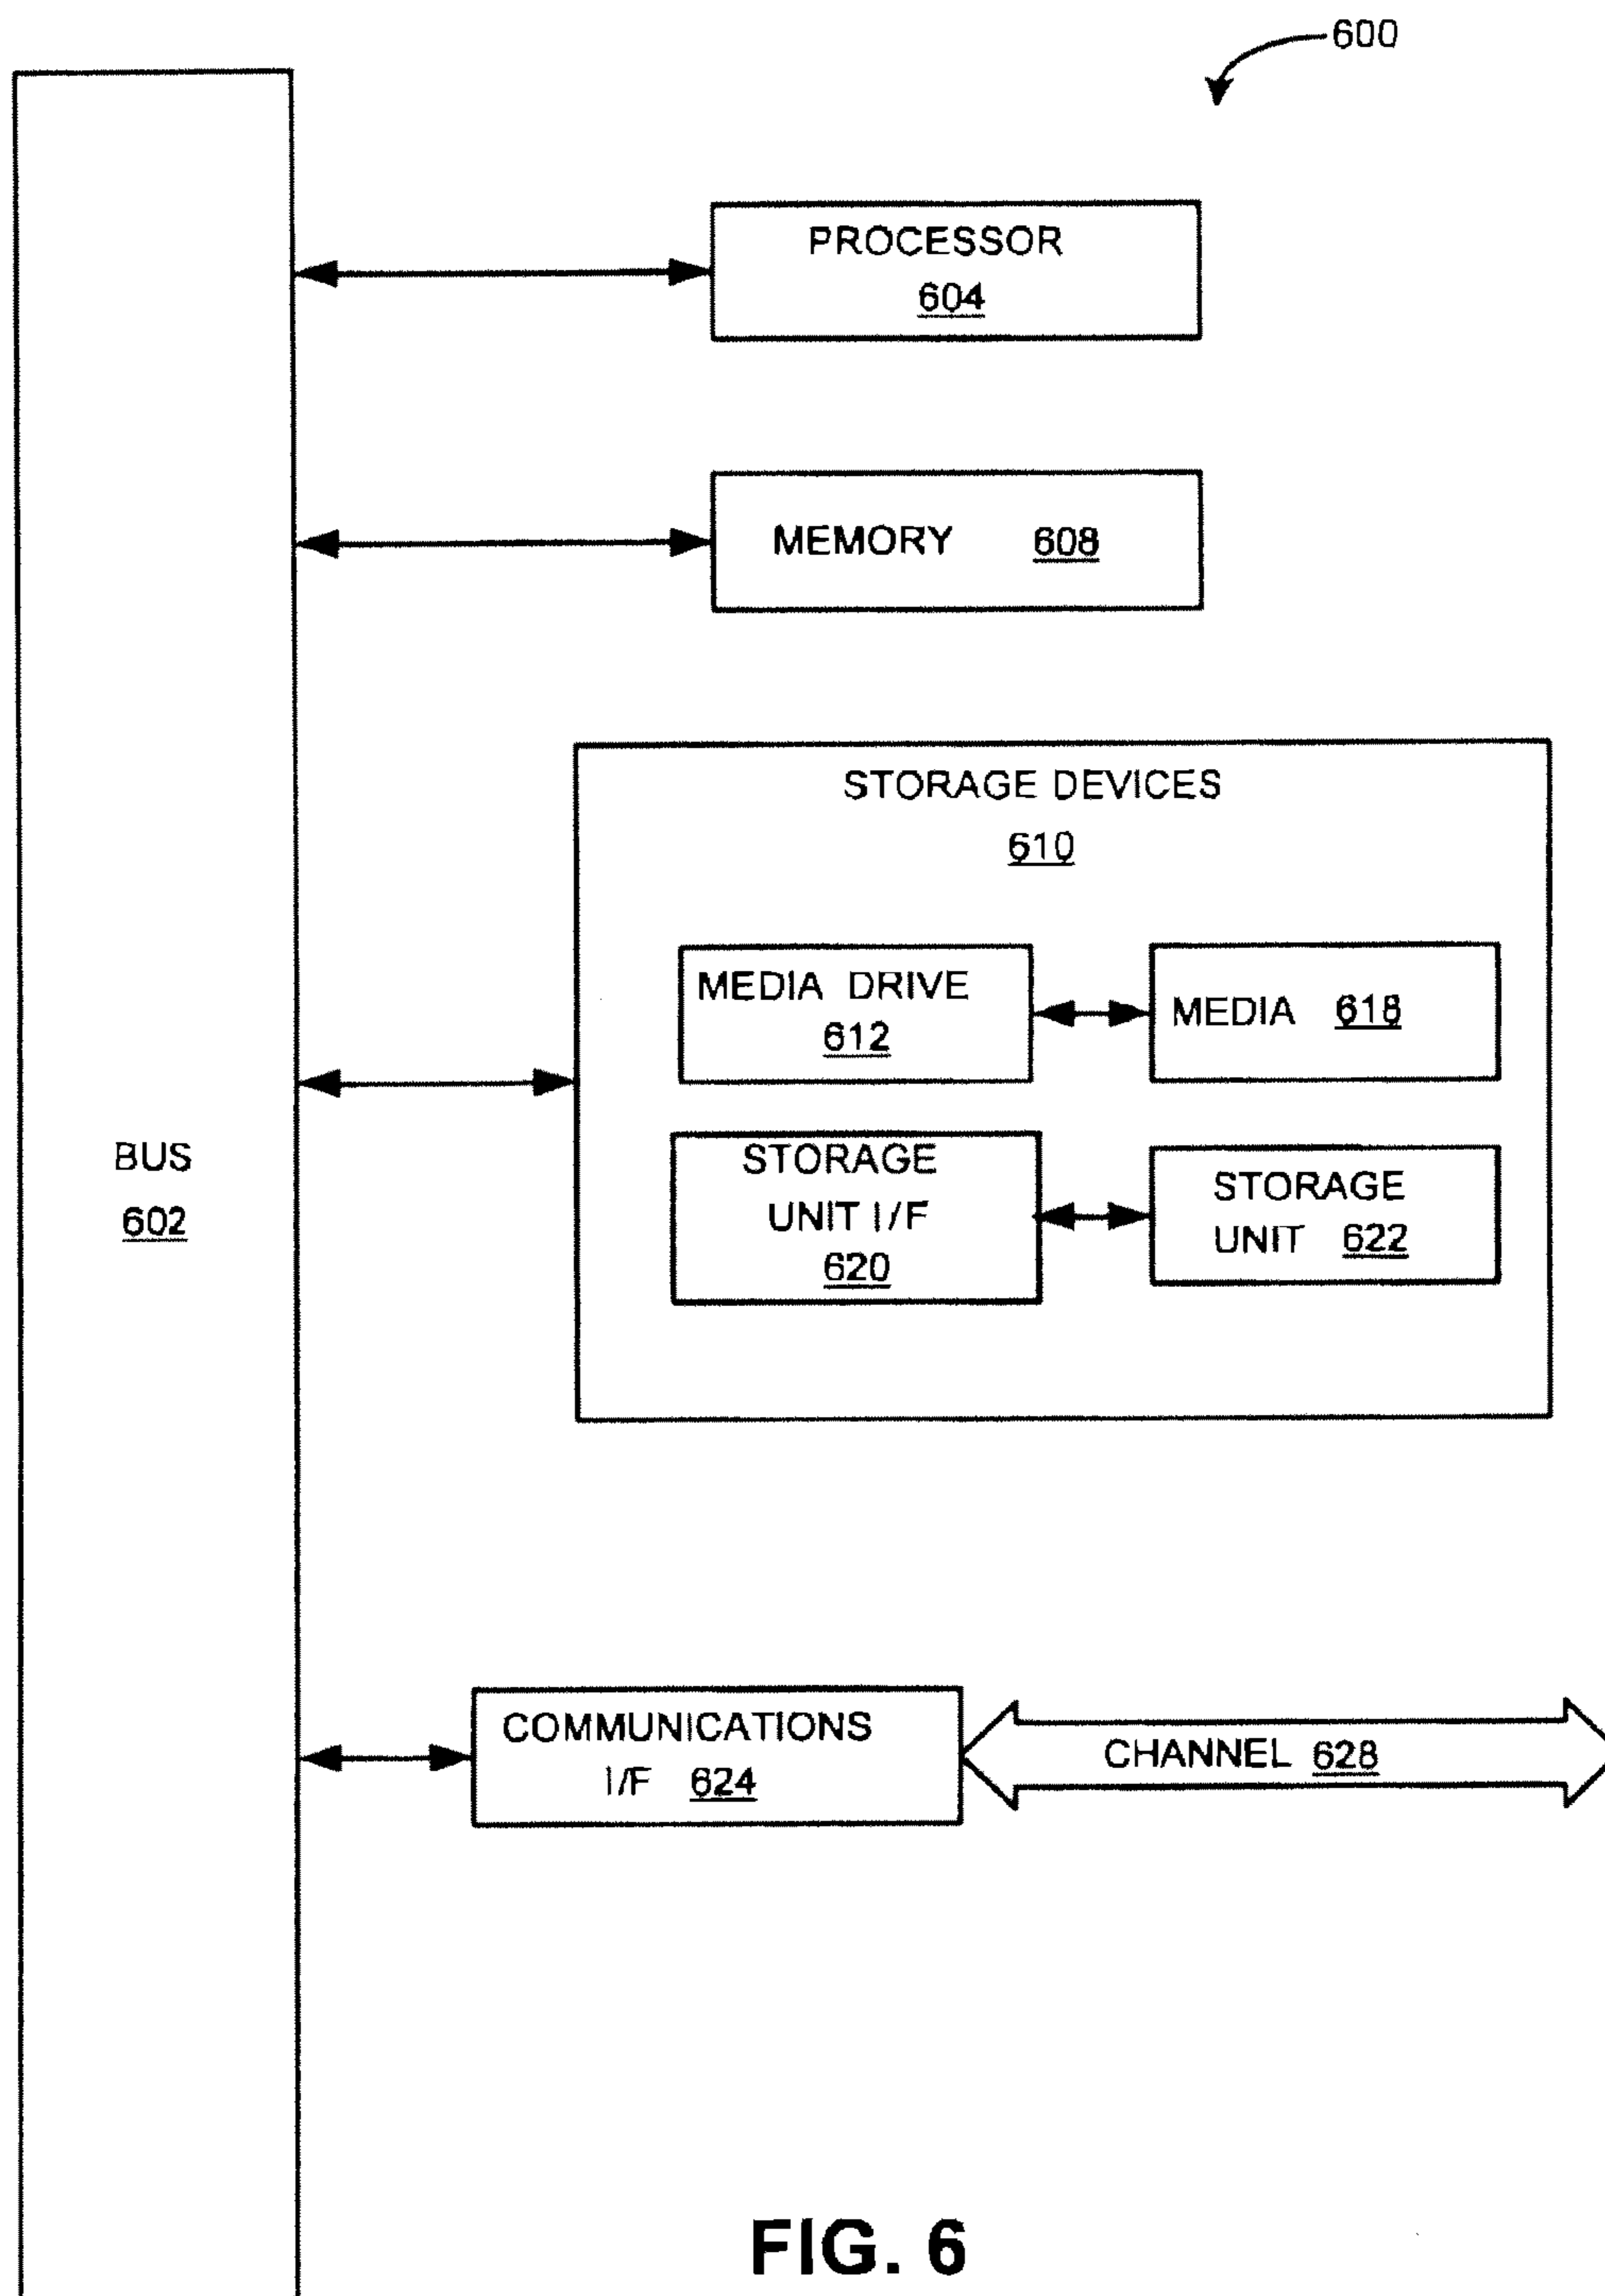 600
PROCESSOR
604
MEMORY 608
STORAGE DEVICES
610
MEDIA DRIVE
612
MEDIA 618
STORAGE
UNIT I/F
620
STORAGE
UNIT 622
BUS
602
COMMUNICATIONS
I/F 624
CHANNEL 628
FIG. 6